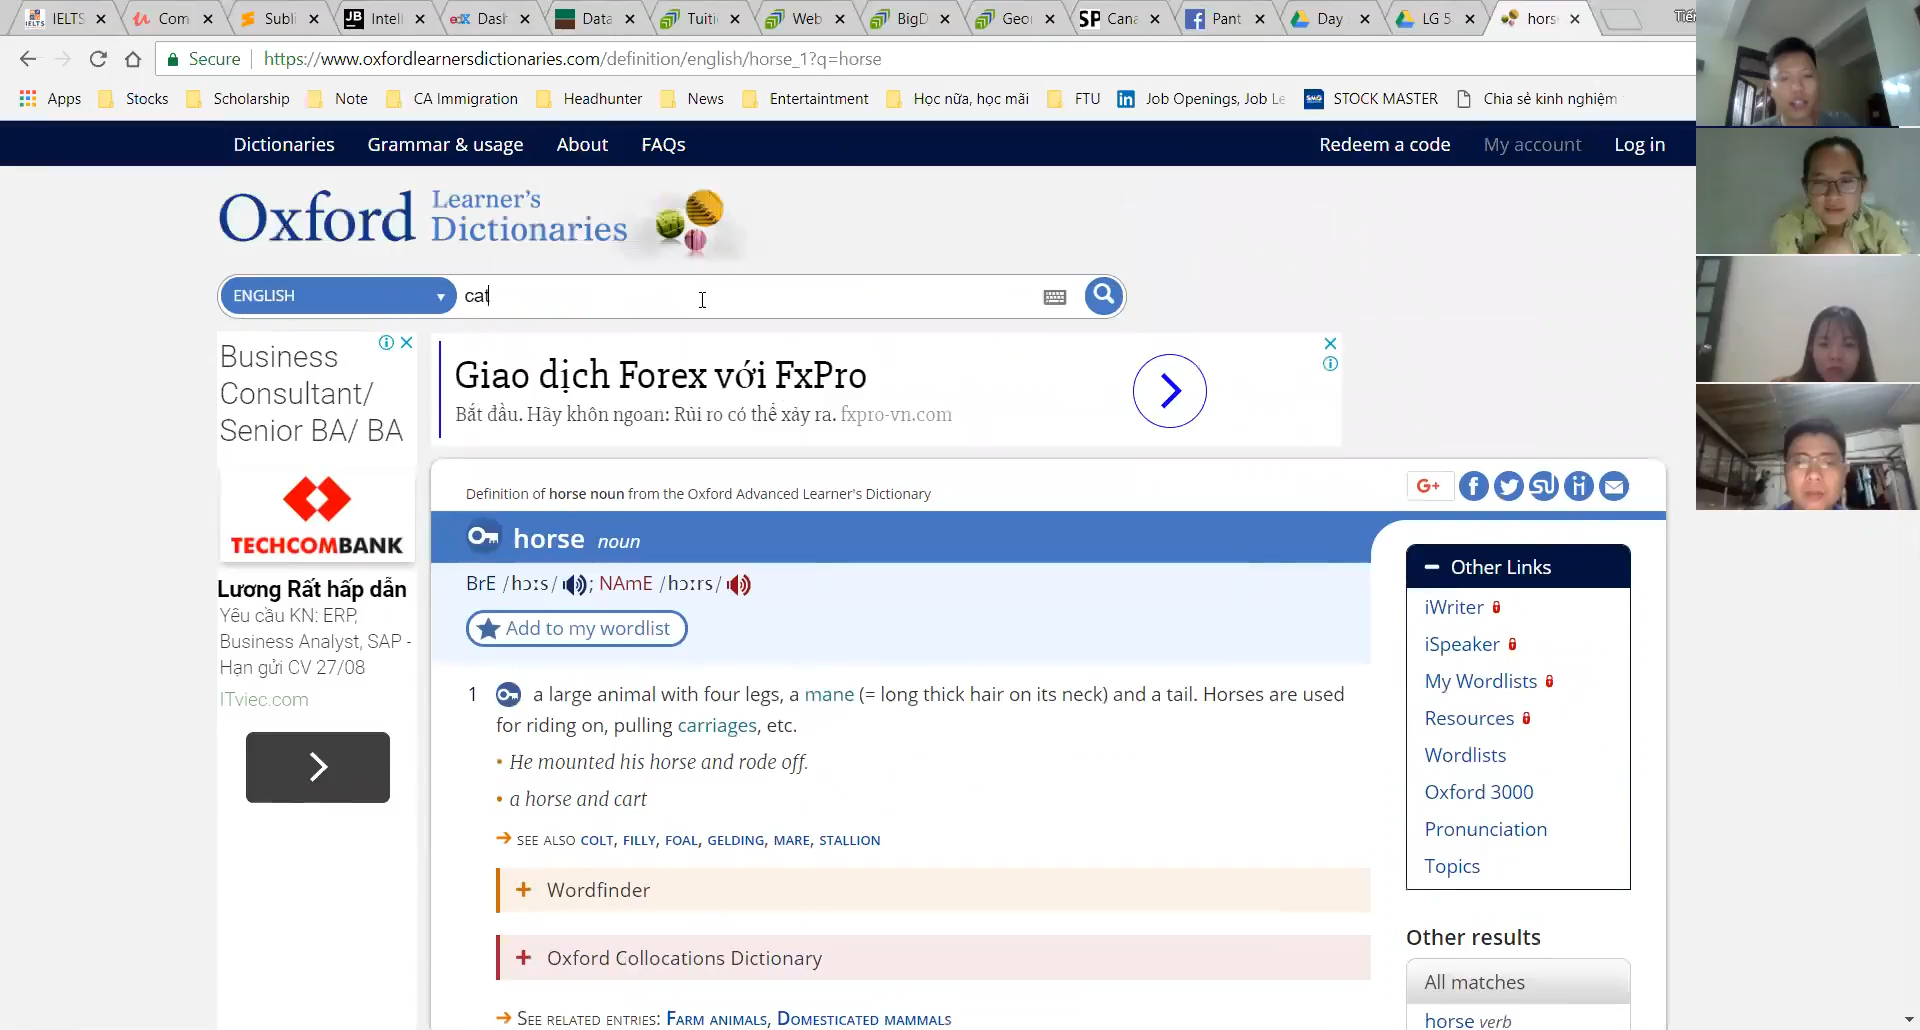 IELTS
Com
Subli
JB Intell
edX Dash
Data
Tuiti
Web
BigD
Geo
SP Cana
Pant
Day
LG 5
hors
Secure
https://www.oxfordlearnersdictionaries.com/definition/english/horse_1?q=horse
Apps Stocks Scholarship Note CA Immigration Headhunter News Entertaintment Học nữa, học mãi FTU in Job Openings, Job Le STOCK MASTER Chia sẻ kinh nghiệm
Dictionaries Grammar & usage About FAQs Redeem a code My account Log in
Oxford Learner's Dictionaries
ENGLISH cat
Business
Consultant/
Senior BA/ BA
TECHCOMBANK
Lương Rất hấp dẫn
Yêu cầu KN: ERP,
Business Analyst, SAP -
Hạn gửi CV 27/08
ITviec.com
Giao dịch Forex với FxPro
Bắt đầu. Hãy khôn ngoan: Rủi ro có thể xảy ra. fxpro-vn.com
Definition of horse noun from the Oxford Advanced Learner's Dictionary
G+
horse noun
BrE /hɔːs/ ; NAmE /hɔːrs/
Add to my wordlist
1 a large animal with four legs, a mane (= long thick hair on its neck) and a tail. Horses are used
for riding on, pulling carriages, etc.
• He mounted his horse and rode off.
• a horse and cart
SEE ALSO COLT, FILLY, FOAL, GELDING, MARE, STALLION
+ Wordfinder
+ Oxford Collocations Dictionary
SEE RELATED ENTRIES: FARM ANIMALS, DOMESTICATED MAMMALS
Other Links
iWriter
iSpeaker
My Wordlists
Resources
Wordlists
Oxford 3000
Pronunciation
Topics
Other results
All matches
horse verb